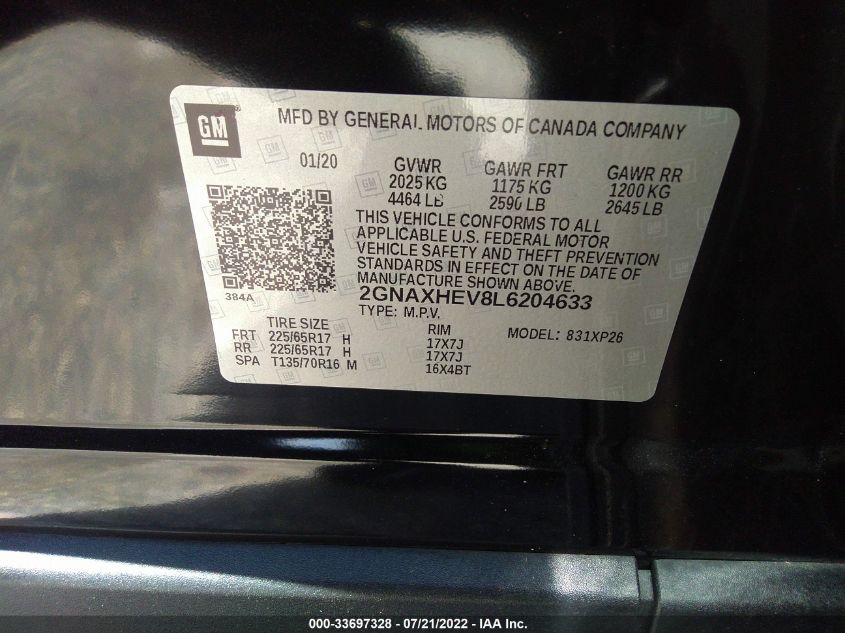 GM
MFD BY GENERAL MOTORS OF CANADA COMPANY
01/20 GVWR GAWR FRT GAWR RR
2025 KG 1175 KG 1200 KG
4464 LB 2590 LB 2645 LB
THIS VEHICLE CONFORMS TO ALL
APPLICABLE U.S. FEDERAL MOTOR
VEHICLE SAFETY AND THEFT PREVENTION
STANDARDS IN EFFECT ON THE DATE OF
MANUFACTURE SHOWN ABOVE.
384A
2GNAXHEV8L6204633
TYPE: M.P.V.
TIRE SIZE RIM MODEL: 831XP26
FRT 225/65R17 H 17X7J
RR 225/65R17 H 17X7J
SPA T135/70R16 M 16X4BT
000-33697328 - 07/21/2022 - IAA Inc.